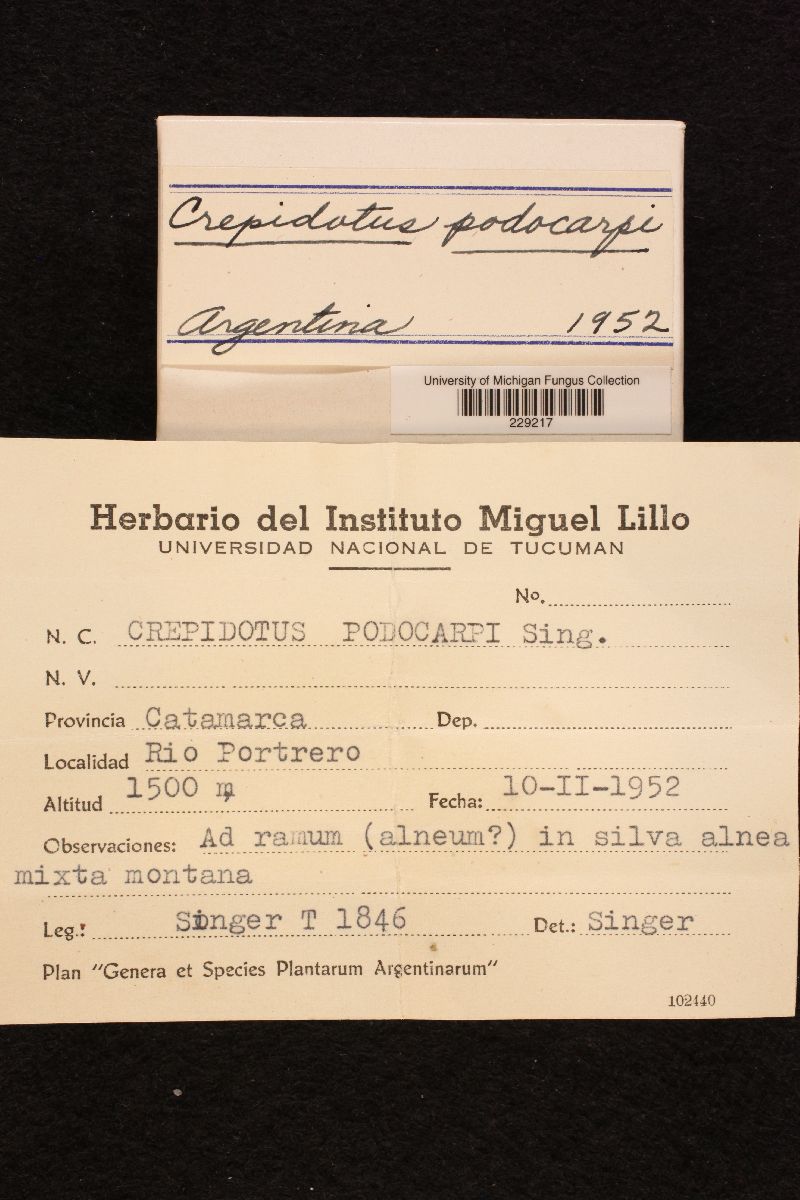 Crepidotus podocarpi
Argentina 1952
University of Michigan Fungus Collection
229217
Herbario del Instituto Miguel Lillo
UNIVERSIDAD NACIONAL DE TUCUMAN
No.
N. C. CREPIDOTUS PODOCARPI Sing.
N. V.
Provincia Catamarca Dep.
Localidad Rio Portrero
Altitud 1500 m Fecha: 10-II-1952
Observaciones: Ad ramum (alneum?) in silva alnea
mixta montana
Leg.: Singer T 1846 Det.: Singer
Plan "Genera et Species Plantarum Argentinarum"
102440